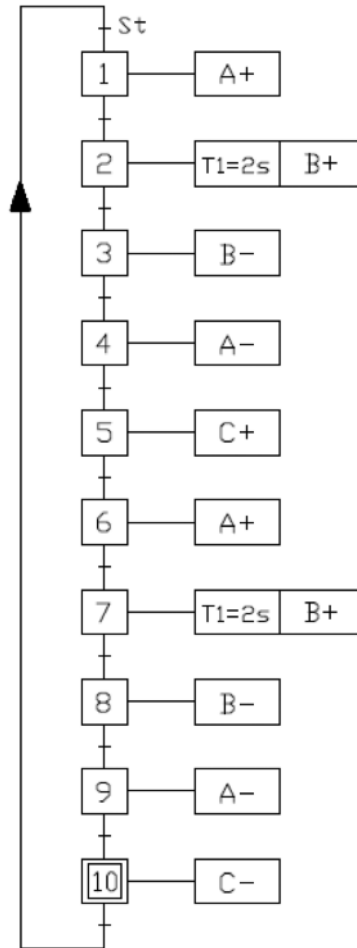 St
1 A+
2 T1=2s B+
3 B-
4 A-
5 C+
6 A+
7 T1=2s B+
8 B-
9 A-
10 C-